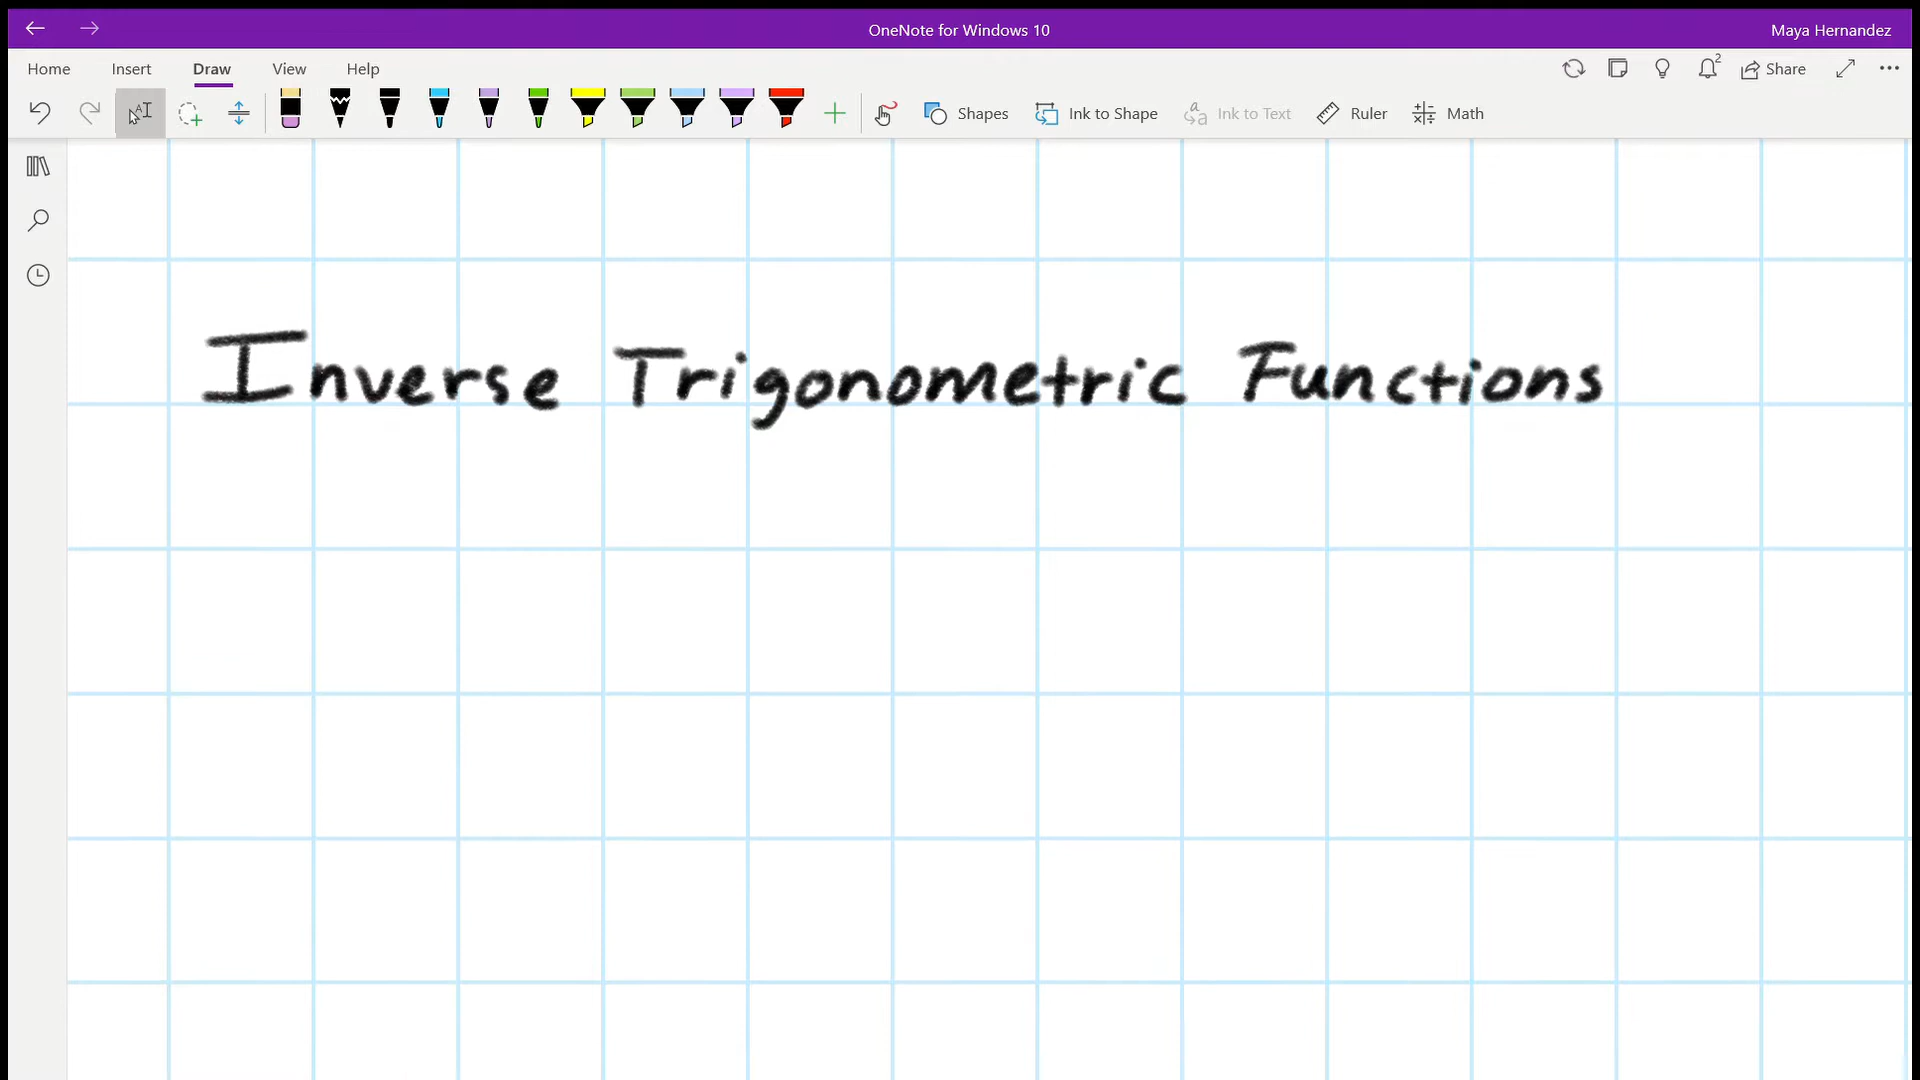 OneNote for Windows 10 Maya Hernandez
Home Insert Draw View Help 2 Share
Shapes Ink to Shape Ink to Text Ruler Math
Inverse Trigonometric Functions